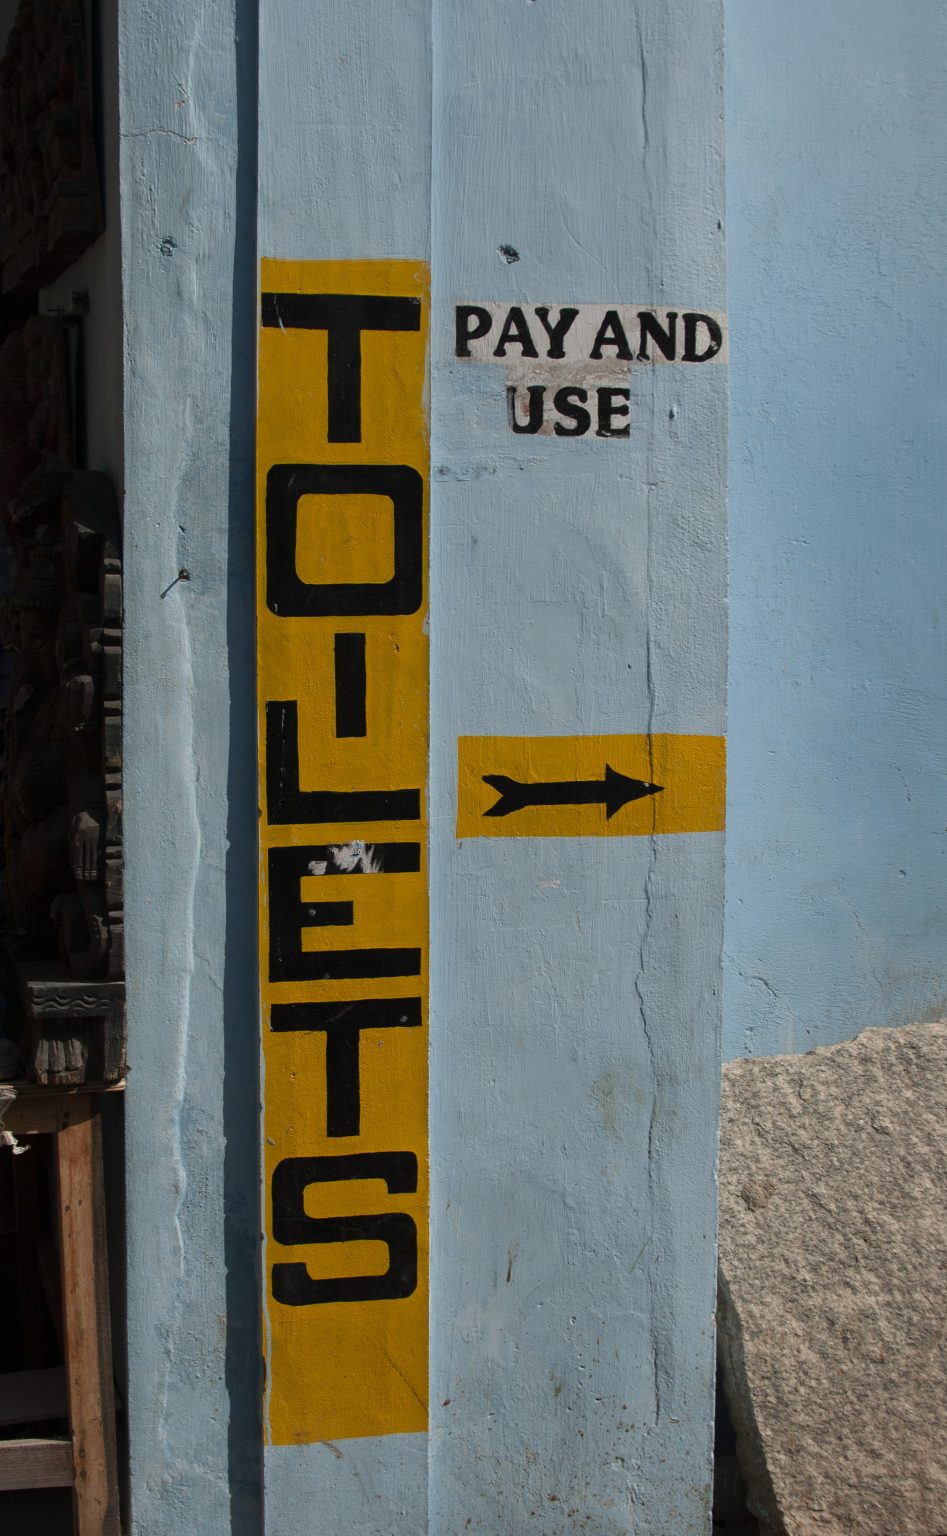 TOILETS
PAY AND
USE